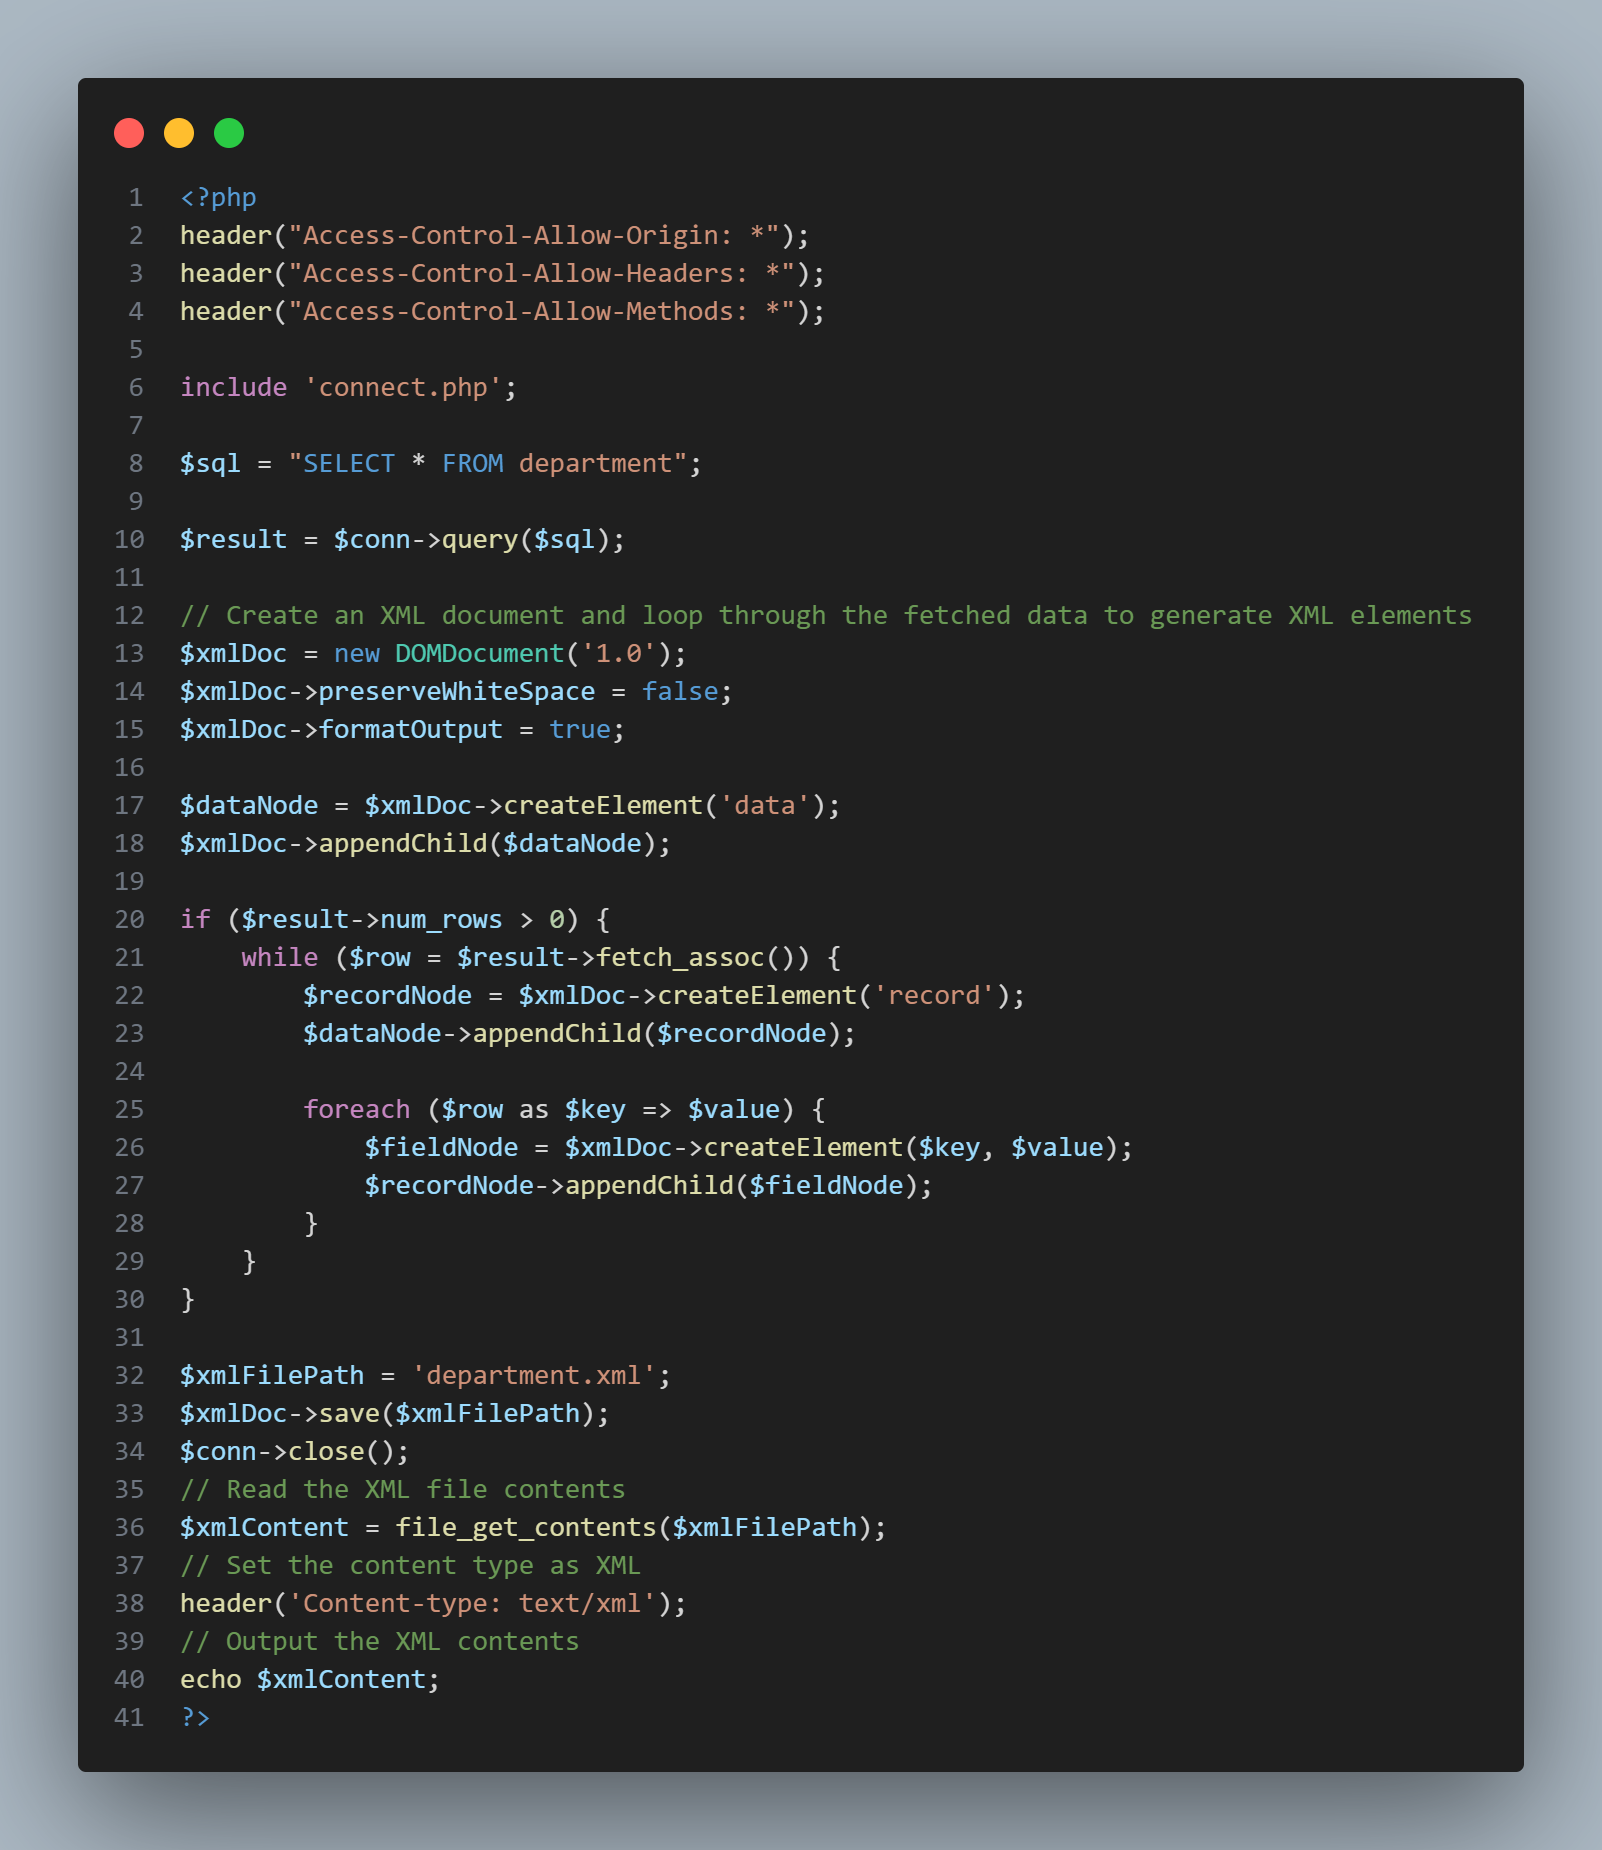 1 <?php
2 header("Access-Control-Allow-Origin: *");
3 header("Access-Control-Allow-Headers: *");
4 header("Access-Control-Allow-Methods: *");
5
6 include 'connect.php';
7
8 $sql = "SELECT * FROM department";
9
10 $result = $conn->query($sql);
11
12 // Create an XML document and loop through the fetched data to generate XML elements
13 $xmlDoc = new DOMDocument('1.0');
14 $xmlDoc->preserveWhiteSpace = false;
15 $xmlDoc->formatOutput = true;
16
17 $dataNode = $xmlDoc->createElement('data');
18 $xmlDoc->appendChild($dataNode);
19
20 if ($result->num_rows > 0) {
21     while ($row = $result->fetch_assoc()) {
22         $recordNode = $xmlDoc->createElement('record');
23         $dataNode->appendChild($recordNode);
24
25         foreach ($row as $key => $value) {
26             $fieldNode = $xmlDoc->createElement($key, $value);
27             $recordNode->appendChild($fieldNode);
28         }
29     }
30 }
31
32 $xmlFilePath = 'department.xml';
33 $xmlDoc->save($xmlFilePath);
34 $conn->close();
35 // Read the XML file contents
36 $xmlContent = file_get_contents($xmlFilePath);
37 // Set the content type as XML
38 header('Content-type: text/xml');
39 // Output the XML contents
40 echo $xmlContent;
41 ?>